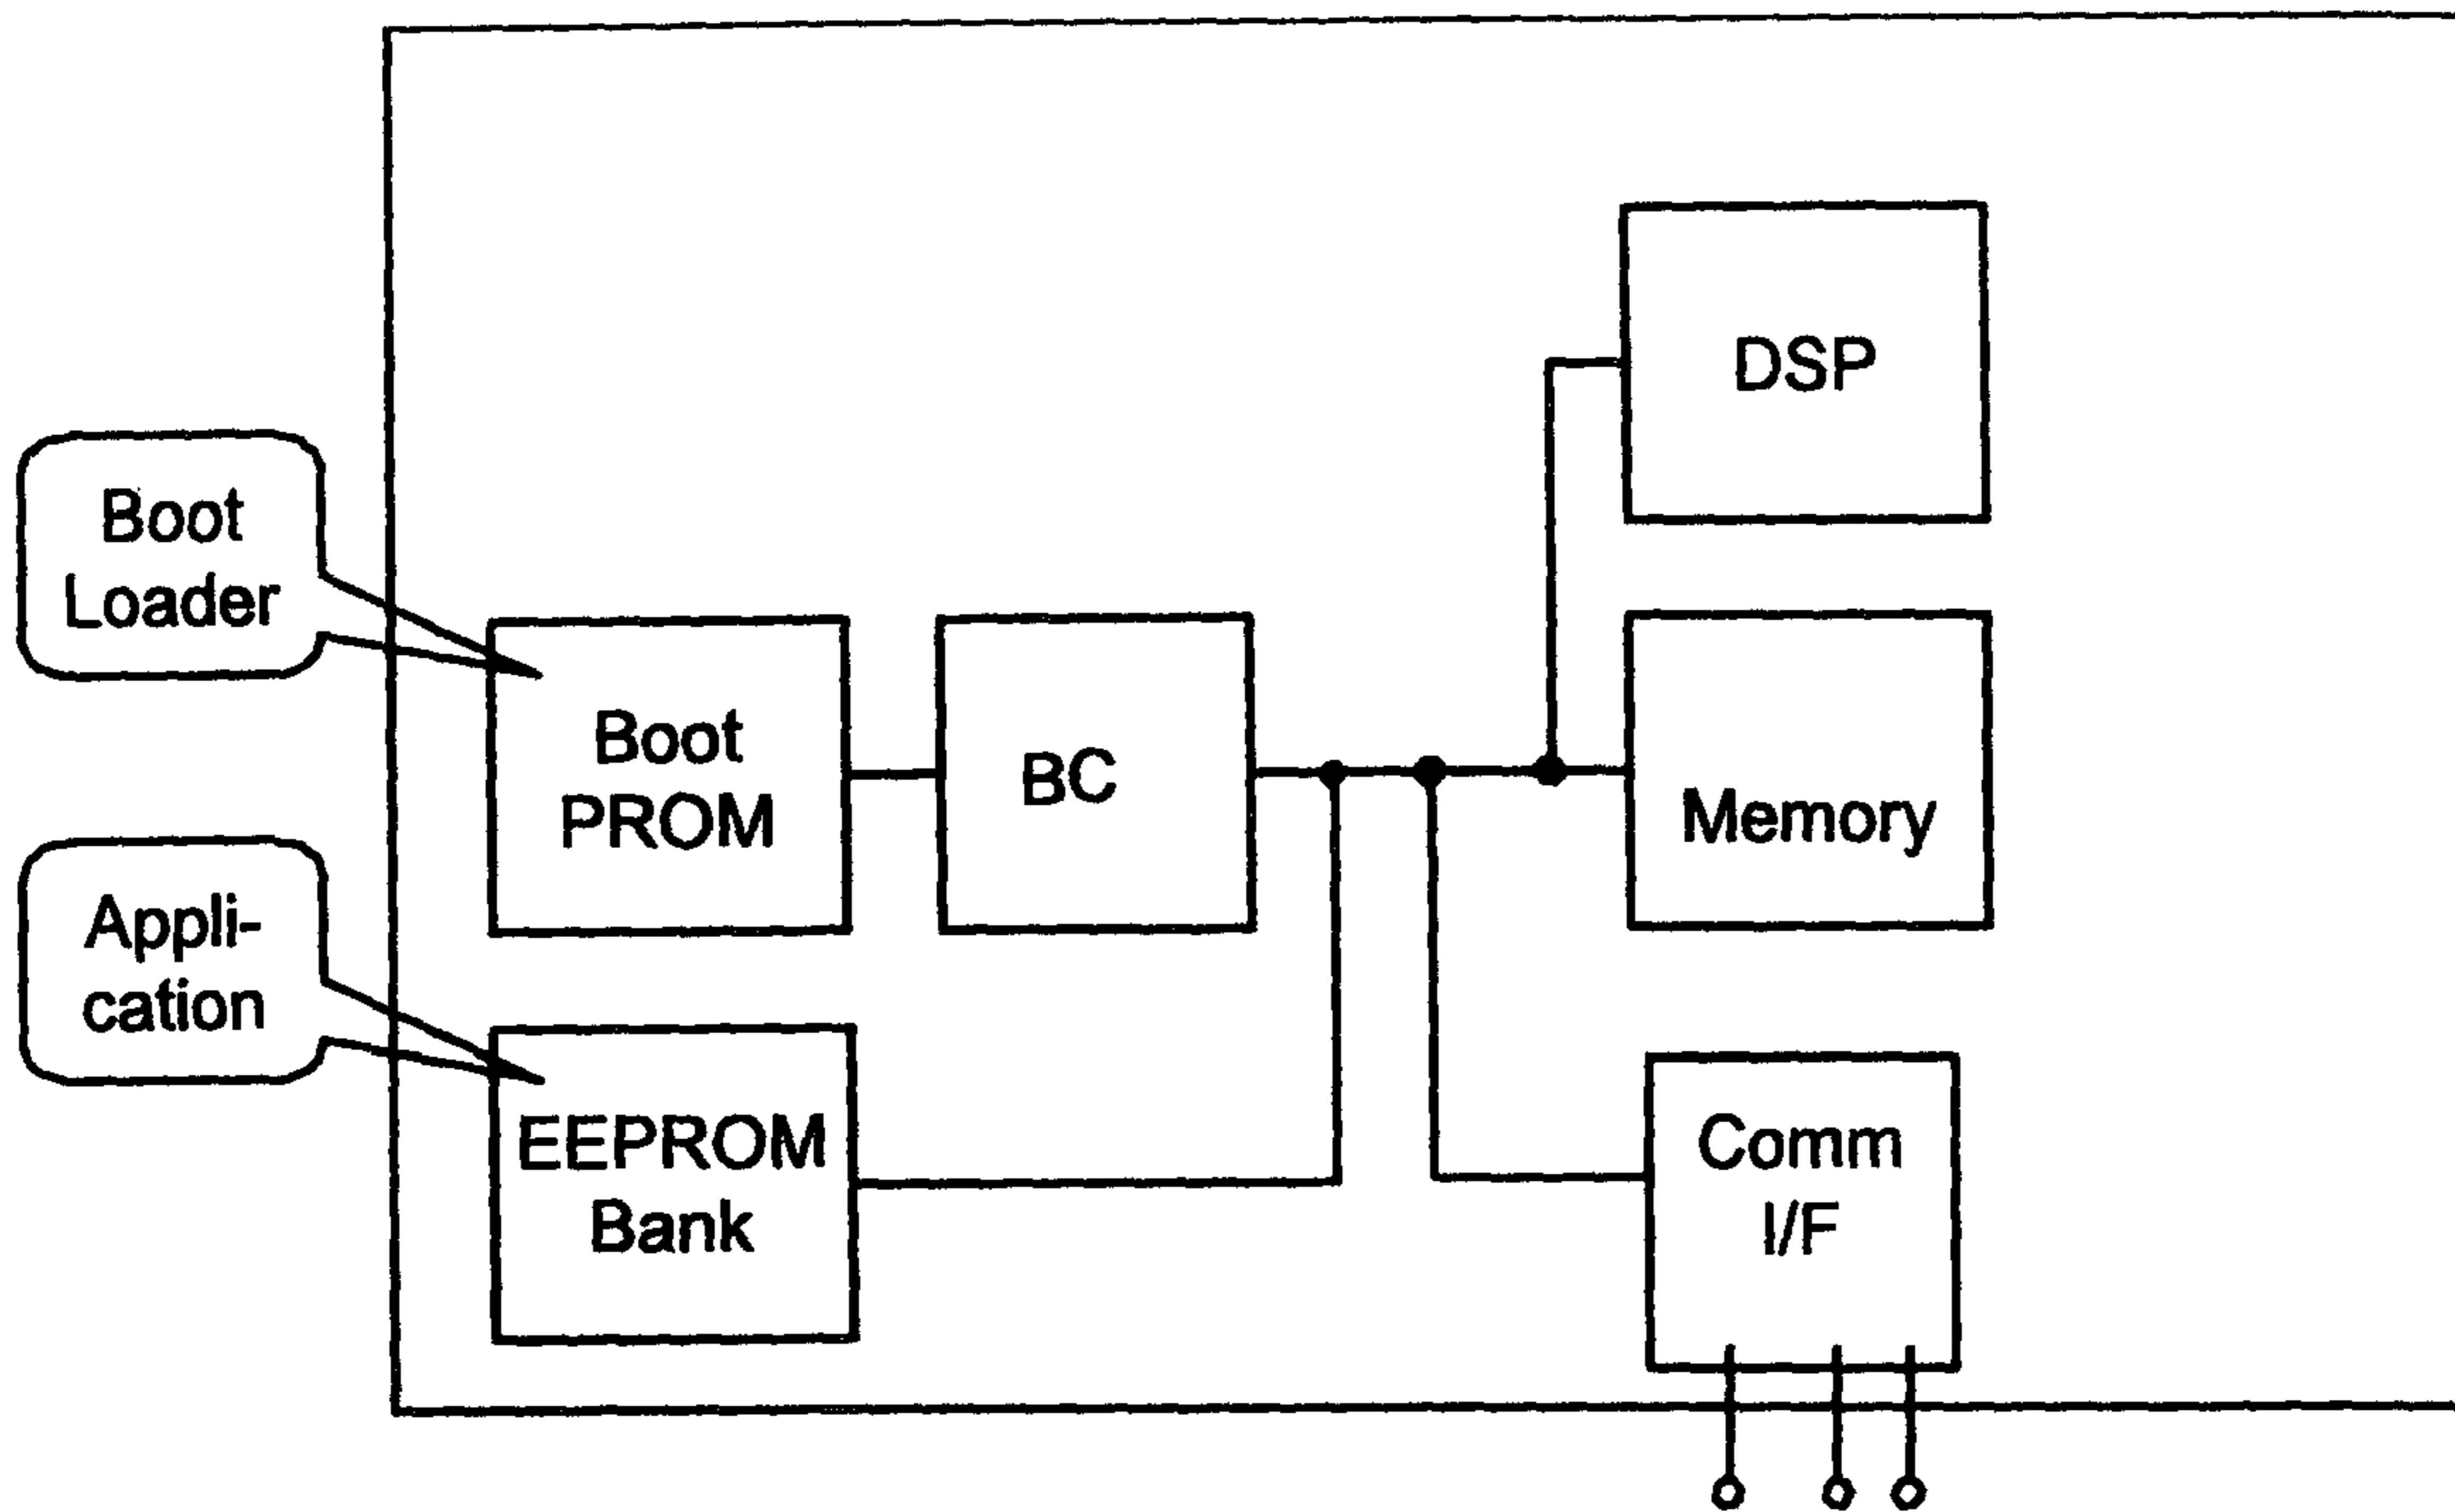 DSP
Boot
Loader
Boot
PROM
BC
Memory
Appli-
cation
EEPROM
Bank
Comm
I/F